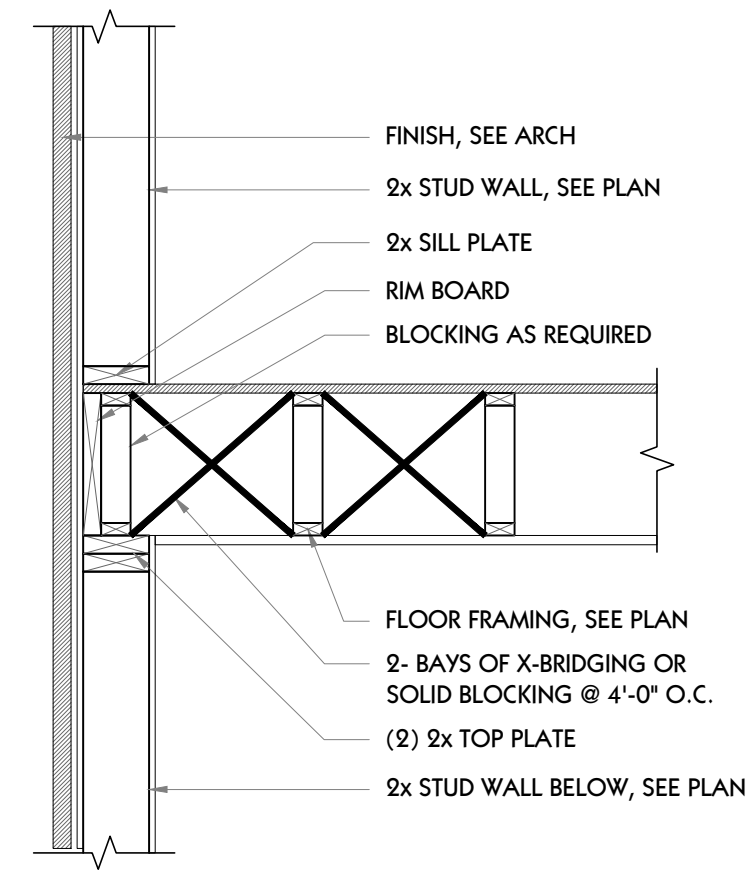 FINISH, SEE ARCH
2x STUD WALL, SEE PLAN
2x SILL PLATE
RIM BOARD
BLOCKING AS REQUIRED
FLOOR FRAMING, SEE PLAN
2- BAYS OF X-BRIDGING OR
SOLID BLOCKING @ 4'-0" O.C.
(2) 2x TOP PLATE
2x STUD WALL BELOW, SEE PLAN